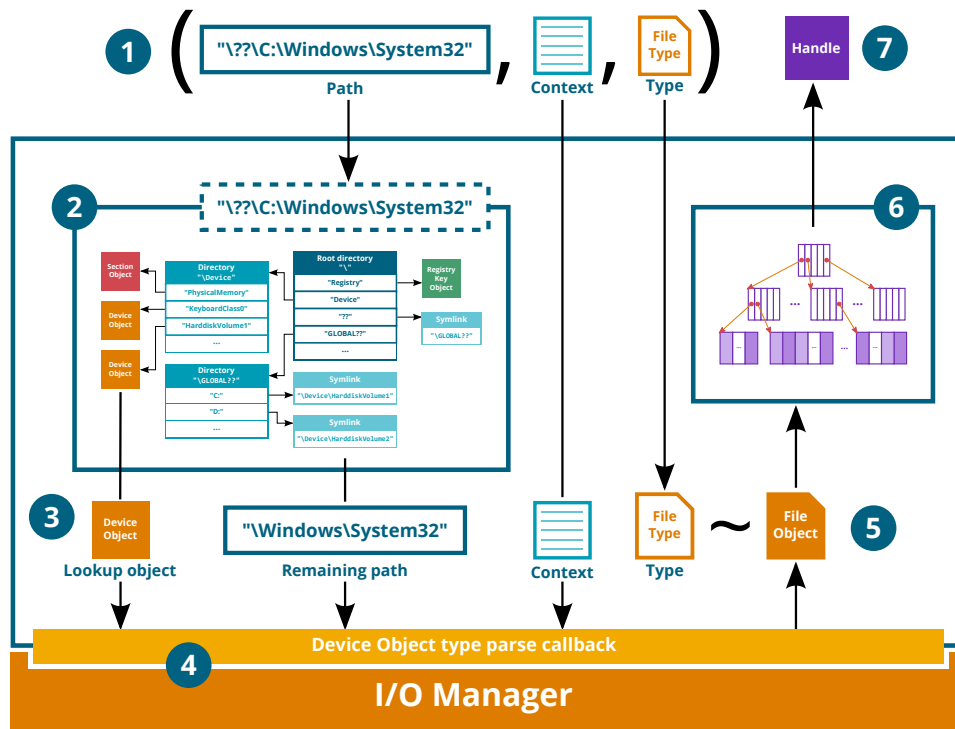 1
(
"\??\C:\Windows\System32"
,
,
File
Type
)
Handle
7
Path
Context
Type
2
"\??\C:\Windows\System32"
6
Section
Object
Device
Object
Device
Object
Directory
"\Device"
"PhysicalMemory"
"KeyboardClass0"
"HarddiskVolume1"
...
Root directory
"\"
"Registry"
"Device"
"??"
"GLOBAL??"
...
Registry
Key
Object
Symlink
"\GLOBAL??"
Directory
"\GLOBAL??"
"C:"
"D:"
...
Symlink
"\Device\HarddiskVolume1"
Symlink
"\Device\HarddiskVolume2"
...
...
...
...
...
...
3
Device
Object
"\Windows\System32"
File
Type
~
File
Object
5
Lookup object
Remaining path
Context
Type
Device Object type parse callback
4
I/O Manager